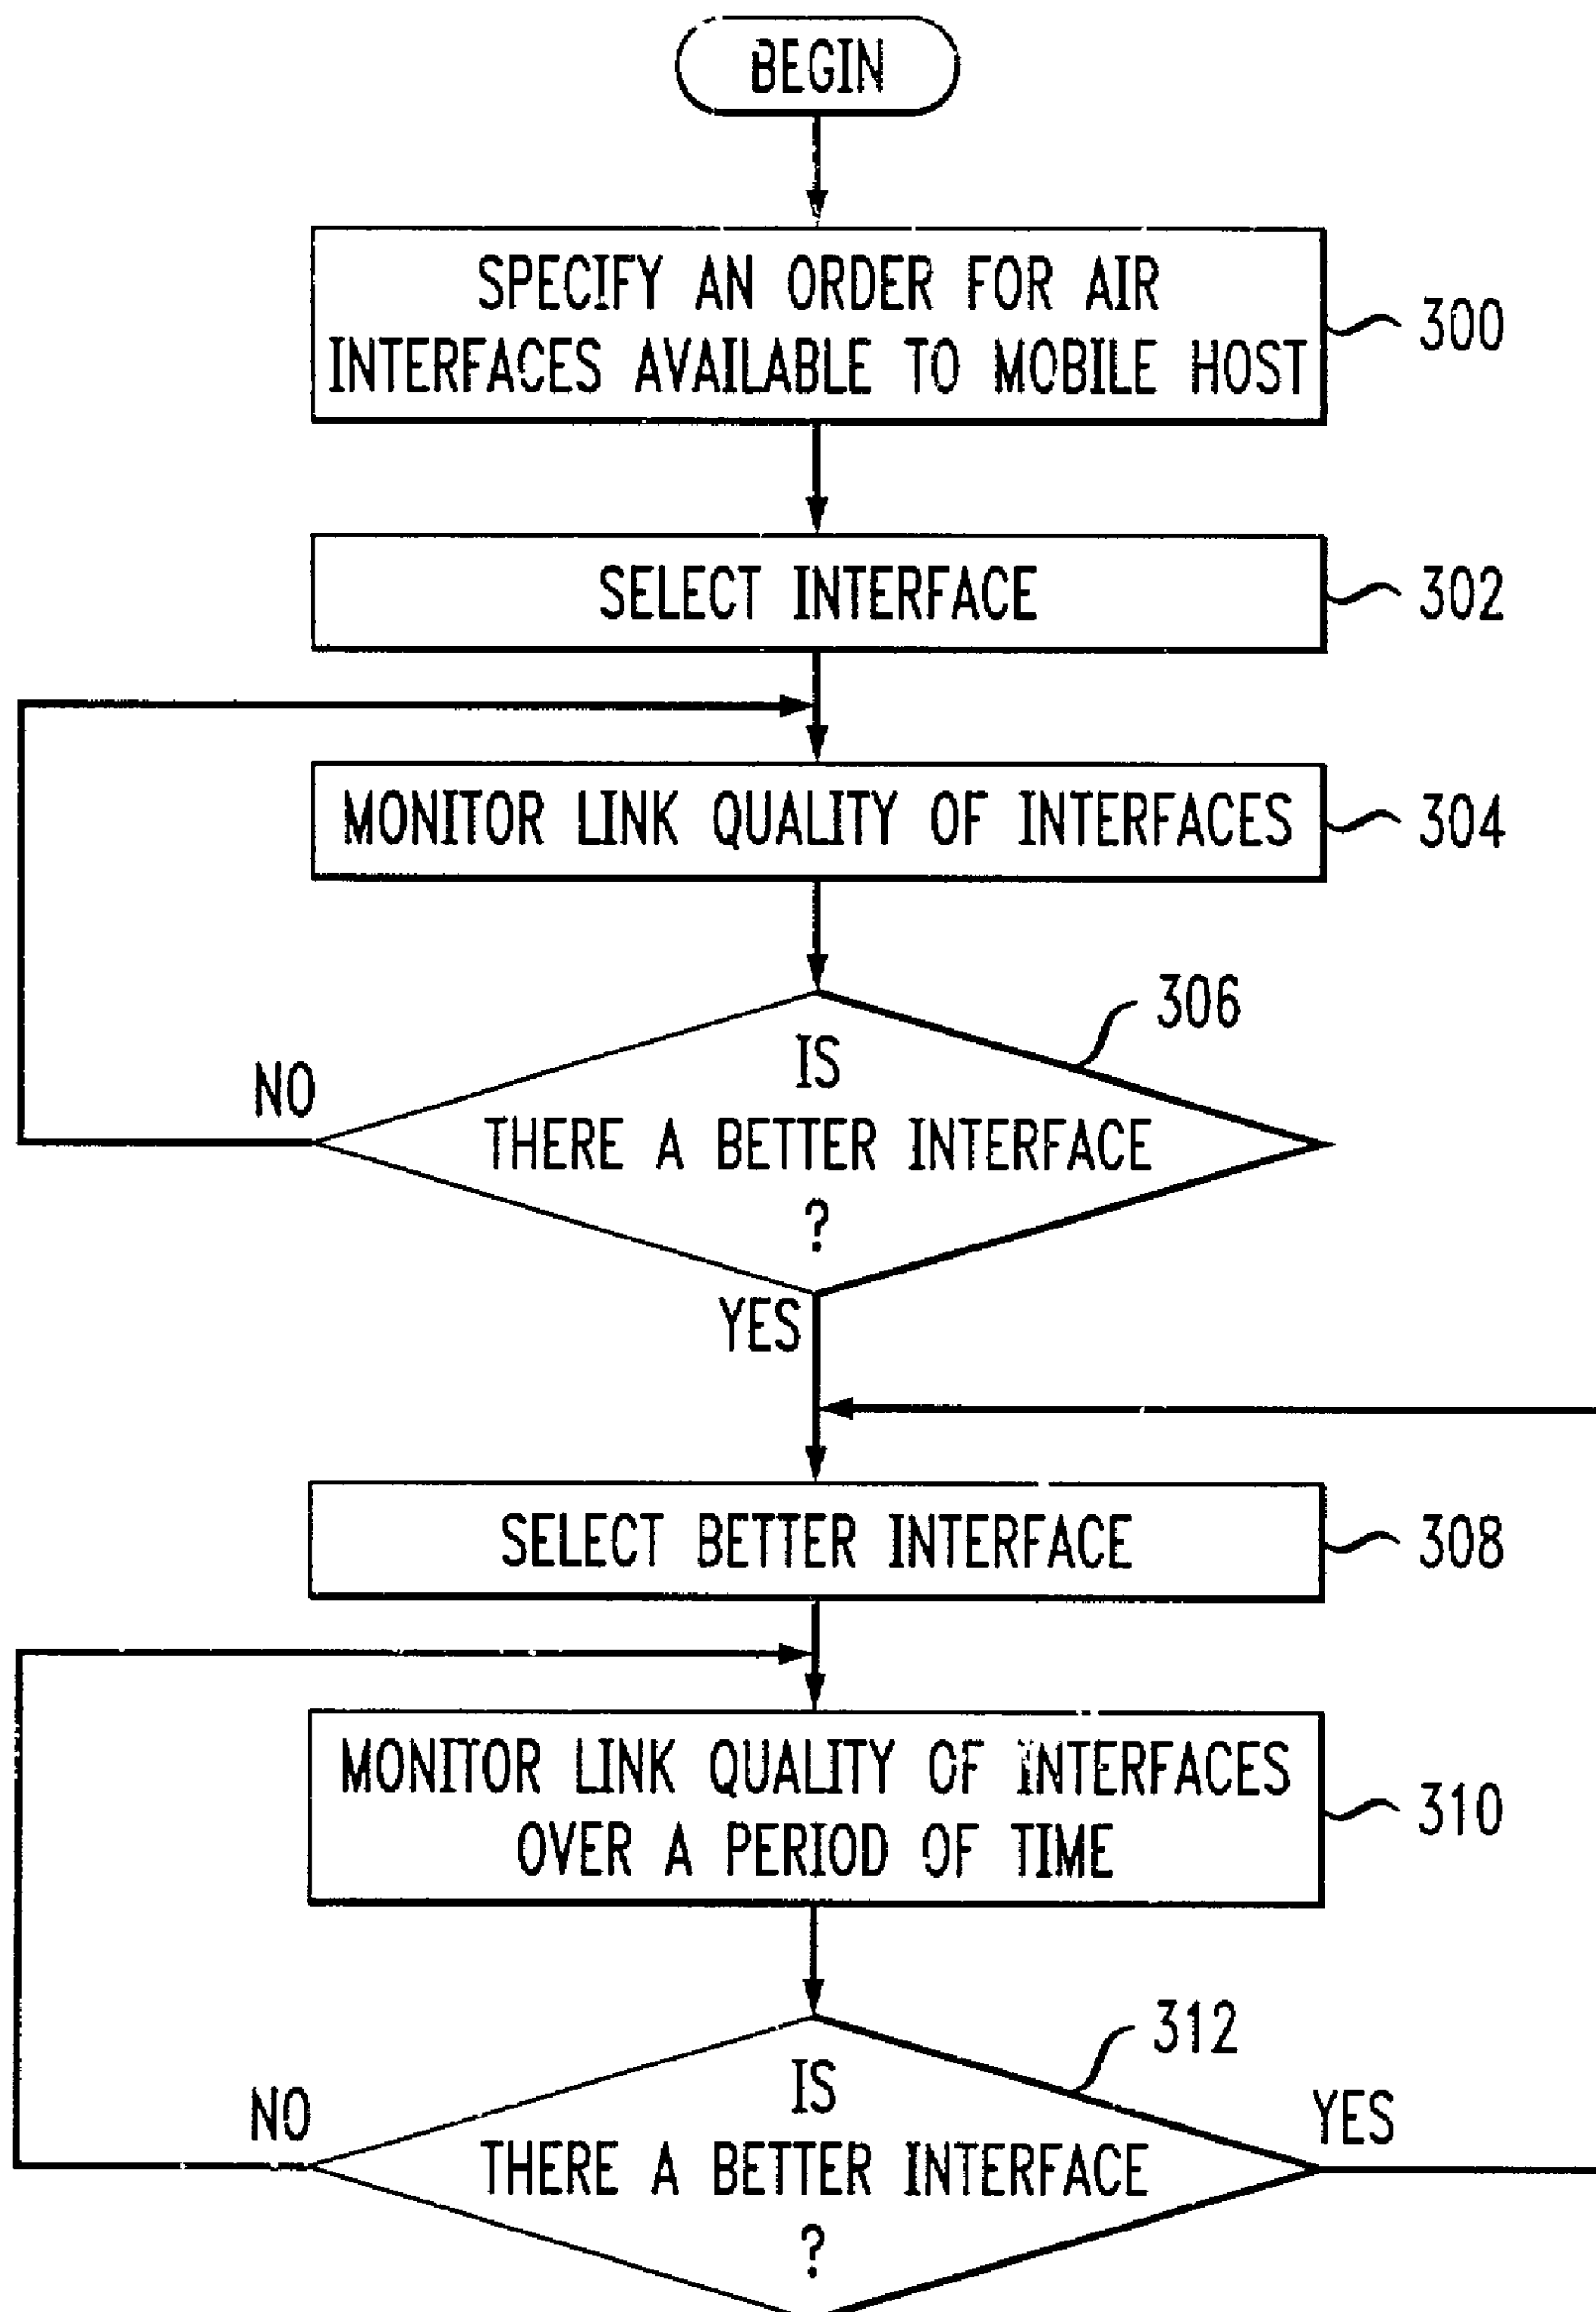 BEGIN
SPECIFY AN ORDER FOR AIR
INTERFACES AVAILABLE TO MOBILE HOST
300
SELECT INTERFACE
302
MONITOR LINK QUALITY OF INTERFACES
304
306
IS
THERE A BETTER INTERFACE
?
NO
YES
SELECT BETTER INTERFACE
308
MONITOR LINK QUALITY OF INTERFACES
OVER A PERIOD OF TIME
310
312
IS
THERE A BETTER INTERFACE
?
NO
YES